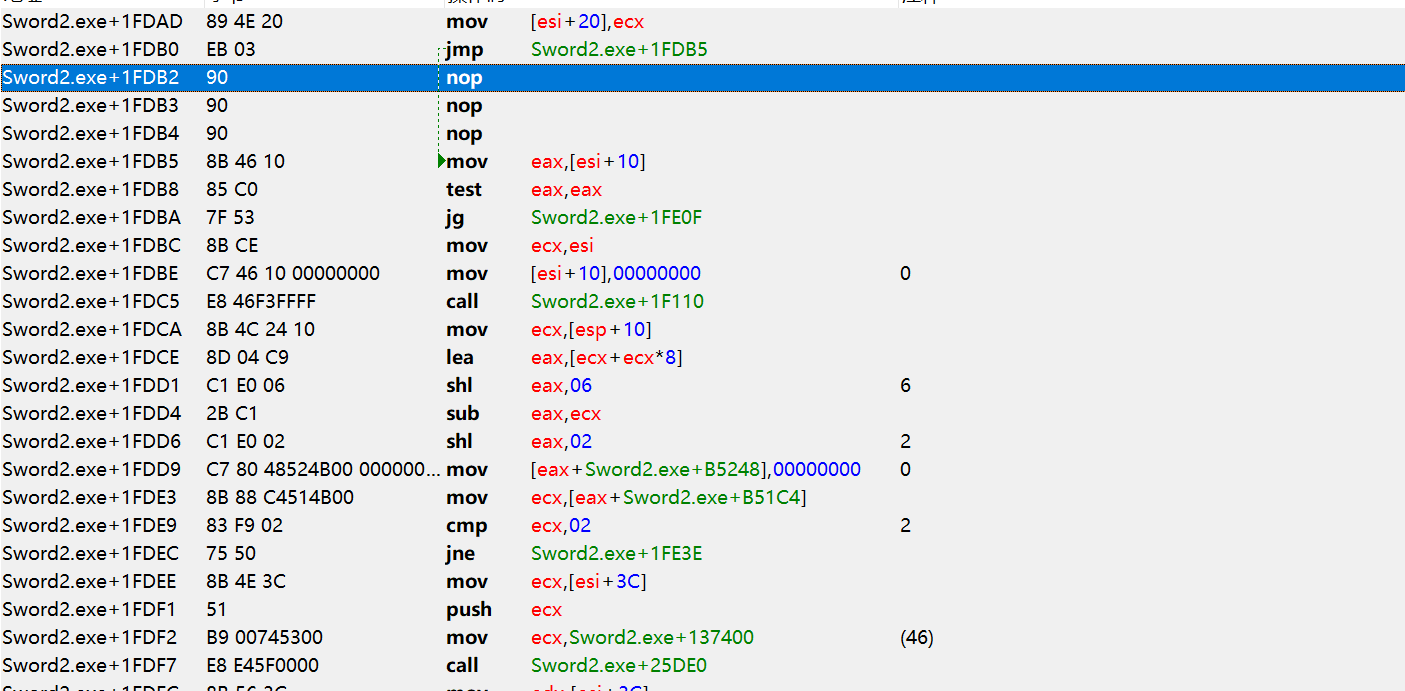 Sword2.exe+1FDAD 89 4E 20 mov [esi+20],ecx
Sword2.exe+1FDB0 EB 03 jmp Sword2.exe+1FDB5
Sword2.exe+1FDB2 90 nop
Sword2.exe+1FDB3 90 nop
Sword2.exe+1FDB4 90 nop
Sword2.exe+1FDB5 8B 46 10 mov eax,[esi+10]
Sword2.exe+1FDB8 85 C0 test eax,eax
Sword2.exe+1FDBA 7F 53 jg Sword2.exe+1FE0F
Sword2.exe+1FDBC 8B CE mov ecx,esi
Sword2.exe+1FDBE C7 46 10 00000000 mov [esi+10],00000000 0
Sword2.exe+1FDC5 E8 46F3FFFF call Sword2.exe+1F110
Sword2.exe+1FDCA 8B 4C 24 10 mov ecx,[esp+10]
Sword2.exe+1FDCE 8D 04 C9 lea eax,[ecx+ecx*8]
Sword2.exe+1FDD1 C1 E0 06 shl eax,06 6
Sword2.exe+1FDD4 2B C1 sub eax,ecx
Sword2.exe+1FDD6 C1 E0 02 shl eax,02 2
Sword2.exe+1FDD9 C7 80 48524B00 000000... mov [eax+Sword2.exe+B5248],00000000 0
Sword2.exe+1FDE3 8B 88 C4514B00 mov ecx,[eax+Sword2.exe+B51C4]
Sword2.exe+1FDE9 83 F9 02 cmp ecx,02 2
Sword2.exe+1FDEC 75 50 jne Sword2.exe+1FE3E
Sword2.exe+1FDEE 8B 4E 3C mov ecx,[esi+3C]
Sword2.exe+1FDF1 51 push ecx
Sword2.exe+1FDF2 B9 00745300 mov ecx,Sword2.exe+137400 (46)
Sword2.exe+1FDF7 E8 E45F0000 call Sword2.exe+25DE0